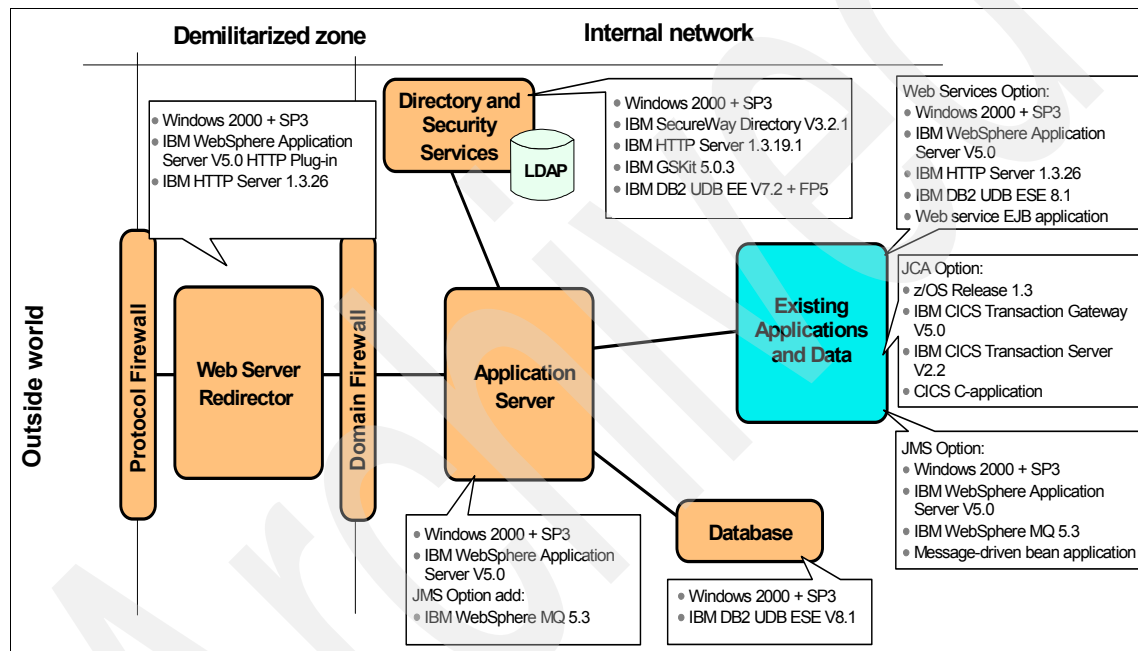 Demilitarized zone
Internal network
Outside world
Protocol Firewall
Windows 2000 + SP3
IBM WebSphere Application
Server V5.0 HTTP Plug-in
IBM HTTP Server 1.3.26
Web Server
Redirector
Domain Firewall
Directory and
Security
Services
LDAP
Windows 2000 + SP3
IBM SecureWay Directory V3.2.1
IBM HTTP Server 1.3.19.1
IBM GSKit 5.0.3
IBM DB2 UDB EE V7.2 + FP5
Application
Server
Windows 2000 + SP3
IBM WebSphere Application
Server V5.0
JMS Option add:
IBM WebSphere MQ 5.3
Existing
Applications
and Data
Web Services Option:
Windows 2000 + SP3
IBM WebSphere Application
Server V5.0
IBM HTTP Server 1.3.26
IBM DB2 UDB ESE 8.1
Web service EJB application
JCA Option:
z/OS Release 1.3
IBM CICS Transaction Gateway
V5.0
IBM CICS Transaction Server
V2.2
CICS C-application
JMS Option:
Windows 2000 + SP3
IBM WebSphere Application
Server V5.0
IBM WebSphere MQ 5.3
Message-driven bean application
Database
Windows 2000 + SP3
IBM DB2 UDB ESE V8.1
Archived